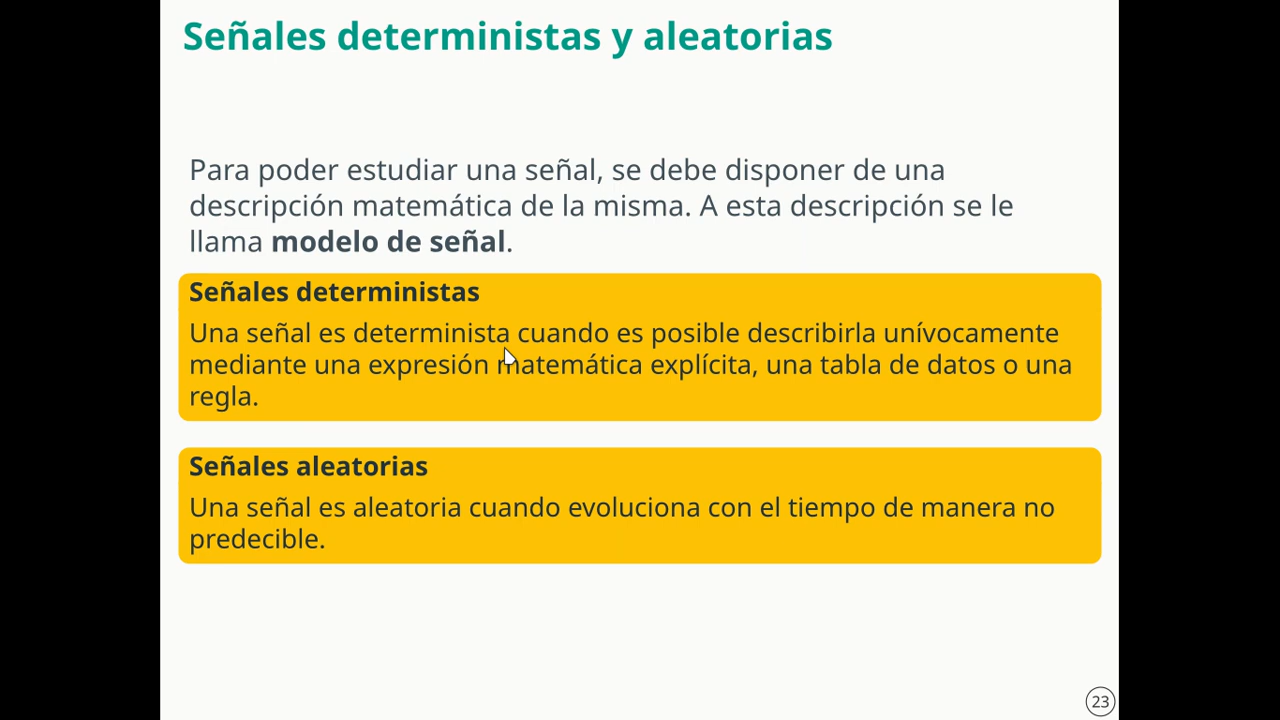 Señales deterministas y aleatorias
Para poder estudiar una señal, se debe disponer de una
descripción matemática de la misma. A esta descripción se le
llama modelo de señal.
Señales deterministas
Una señal es determinista cuando es posible describirla unívocamente
mediante una expresión matemática explícita, una tabla de datos o una
regla.
Señales aleatorias
Una señal es aleatoria cuando evoluciona con el tiempo de manera no
predecible.
23